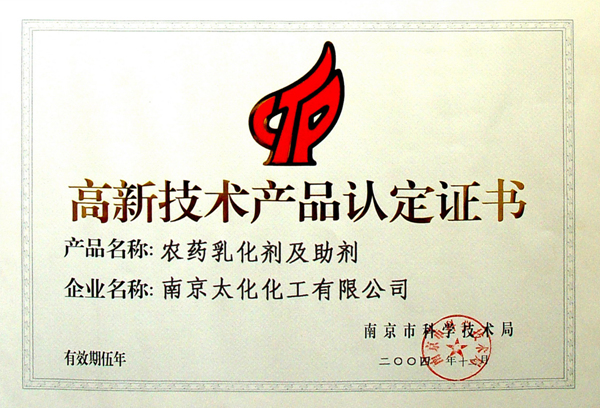 CTP
高新技术产品认定证书
产品名称: 农药乳化剂及助剂
企业名称: 南京太化化工有限公司
南京市科学技术局
有效期伍年
二〇〇四年十 月